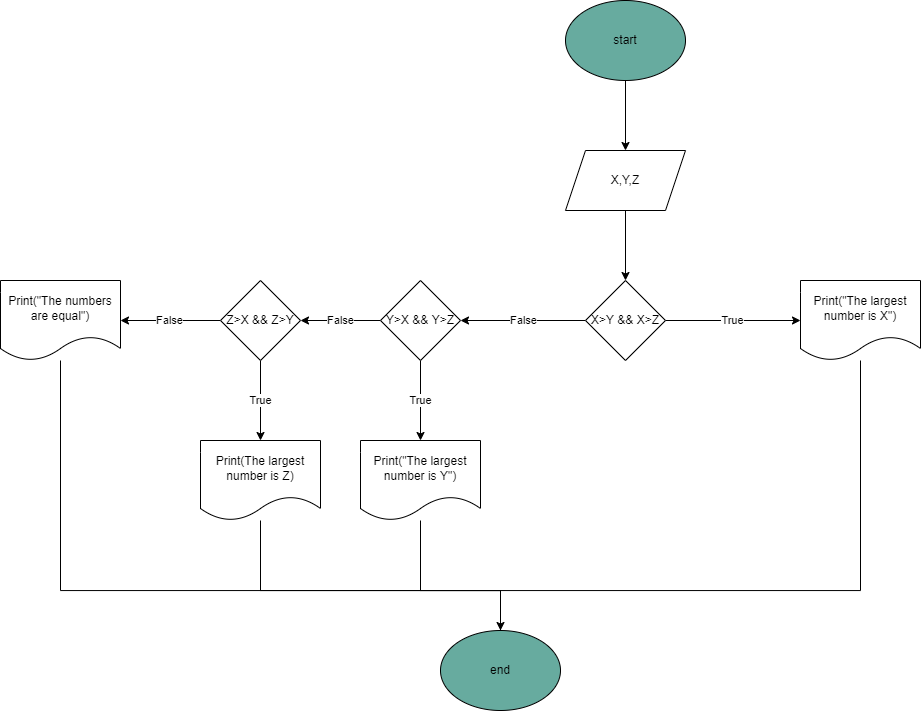 start
X,Y,Z
Print("The numbers
are equal")
False
Z>X && Z>Y
False
Y>X && Y>Z
False
X>Y && X>Z
True
Print("The largest
number is X")
True
True
Print(The largest
number is Z)
Print("The largest
number is Y")
end